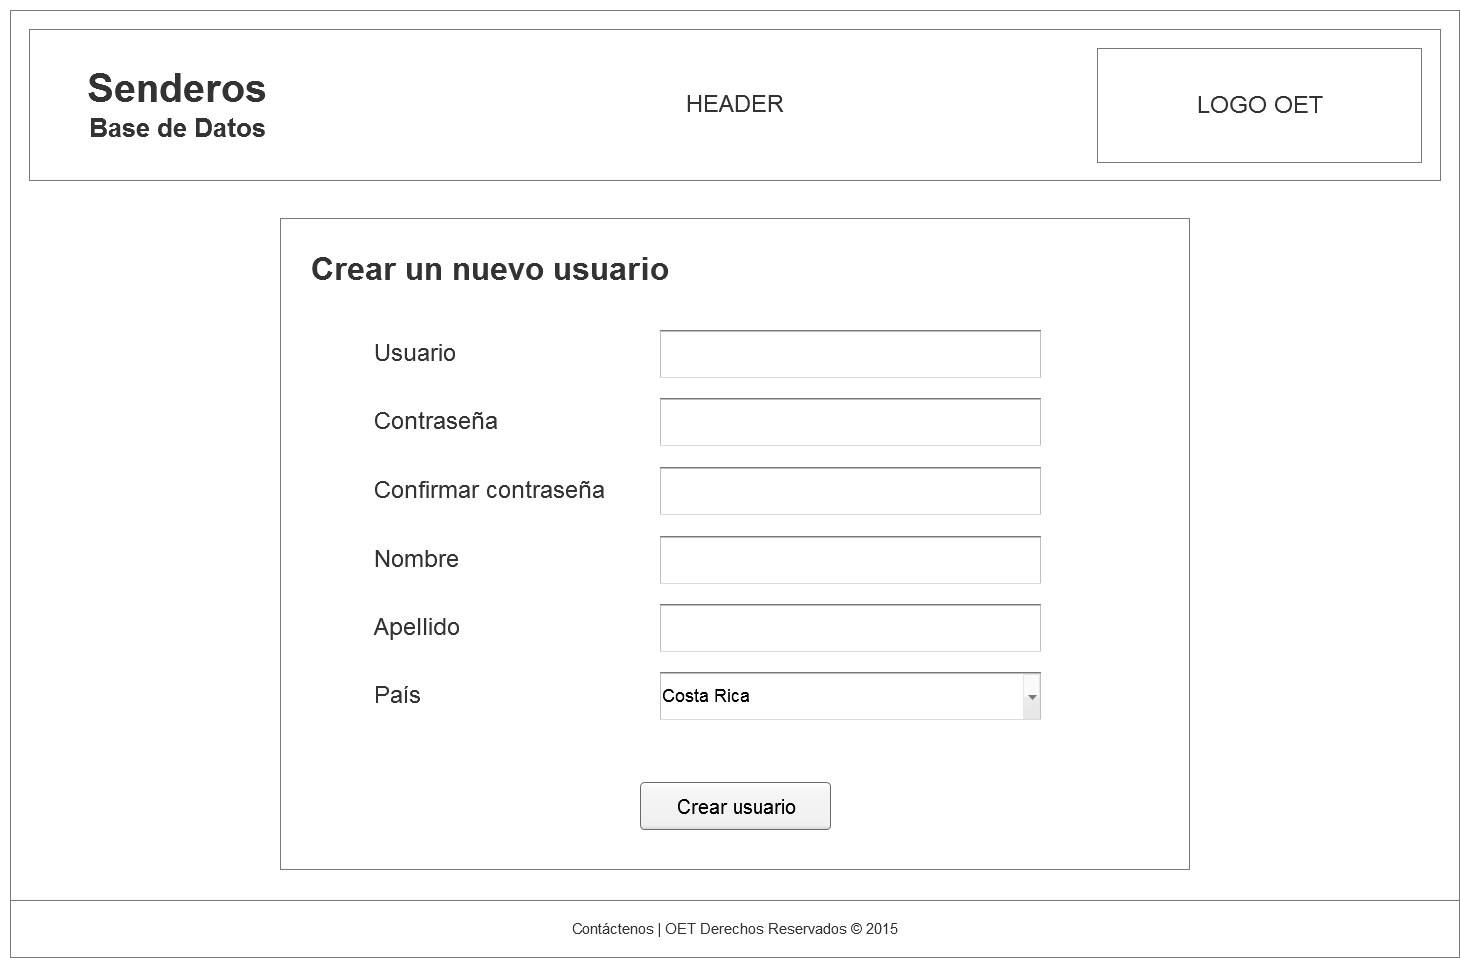 Senderos
Base de Datos
HEADER
LOGO OET
Crear un nuevo usuario
Usuario
Contraseña
Confirmar contraseña
Nombre
Apellido
País
Costa Rica
Crear usuario
Contáctenos | OET Derechos Reservados © 2015